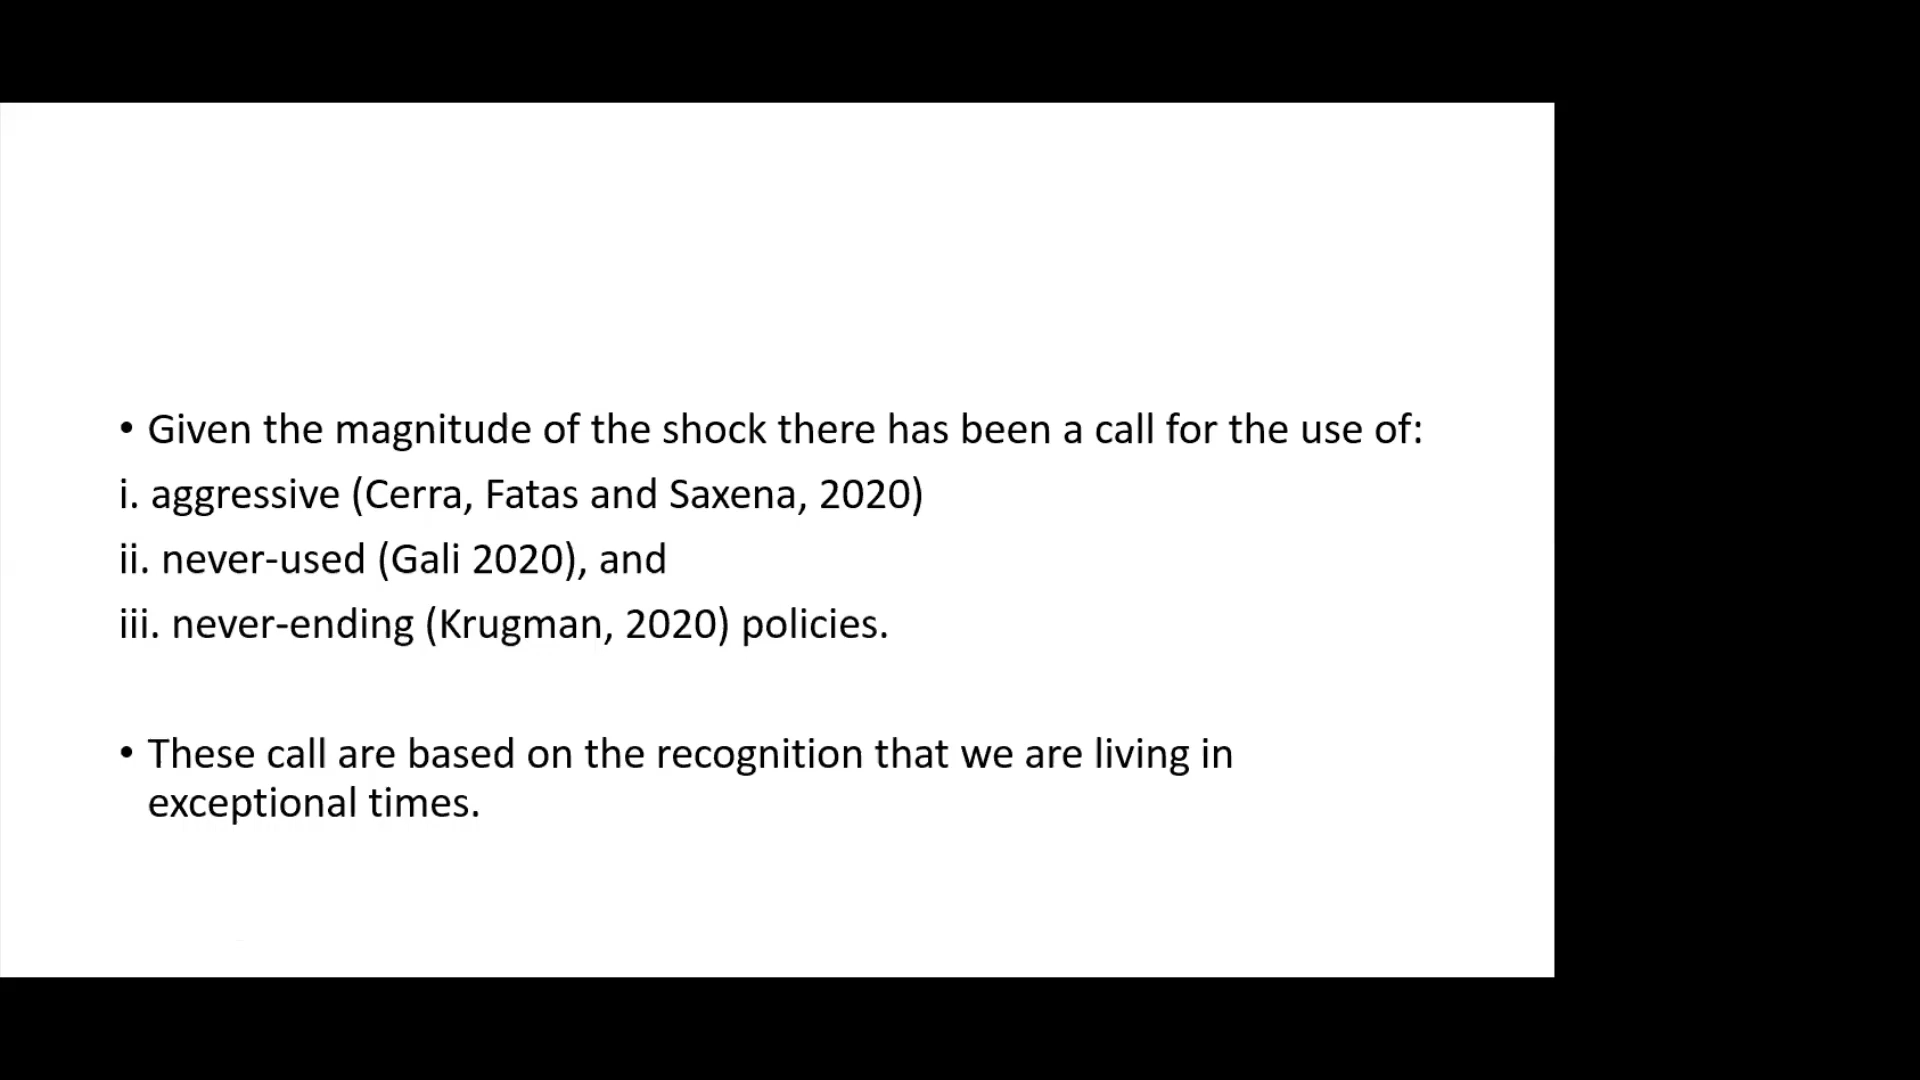 • Given the magnitude of the shock there has been a call for the use of:
i. aggressive (Cerra, Fatas and Saxena, 2020)
ii. never-used (Gali 2020), and
iii. never-ending (Krugman, 2020) policies.
• These call are based on the recognition that we are living in
exceptional times.